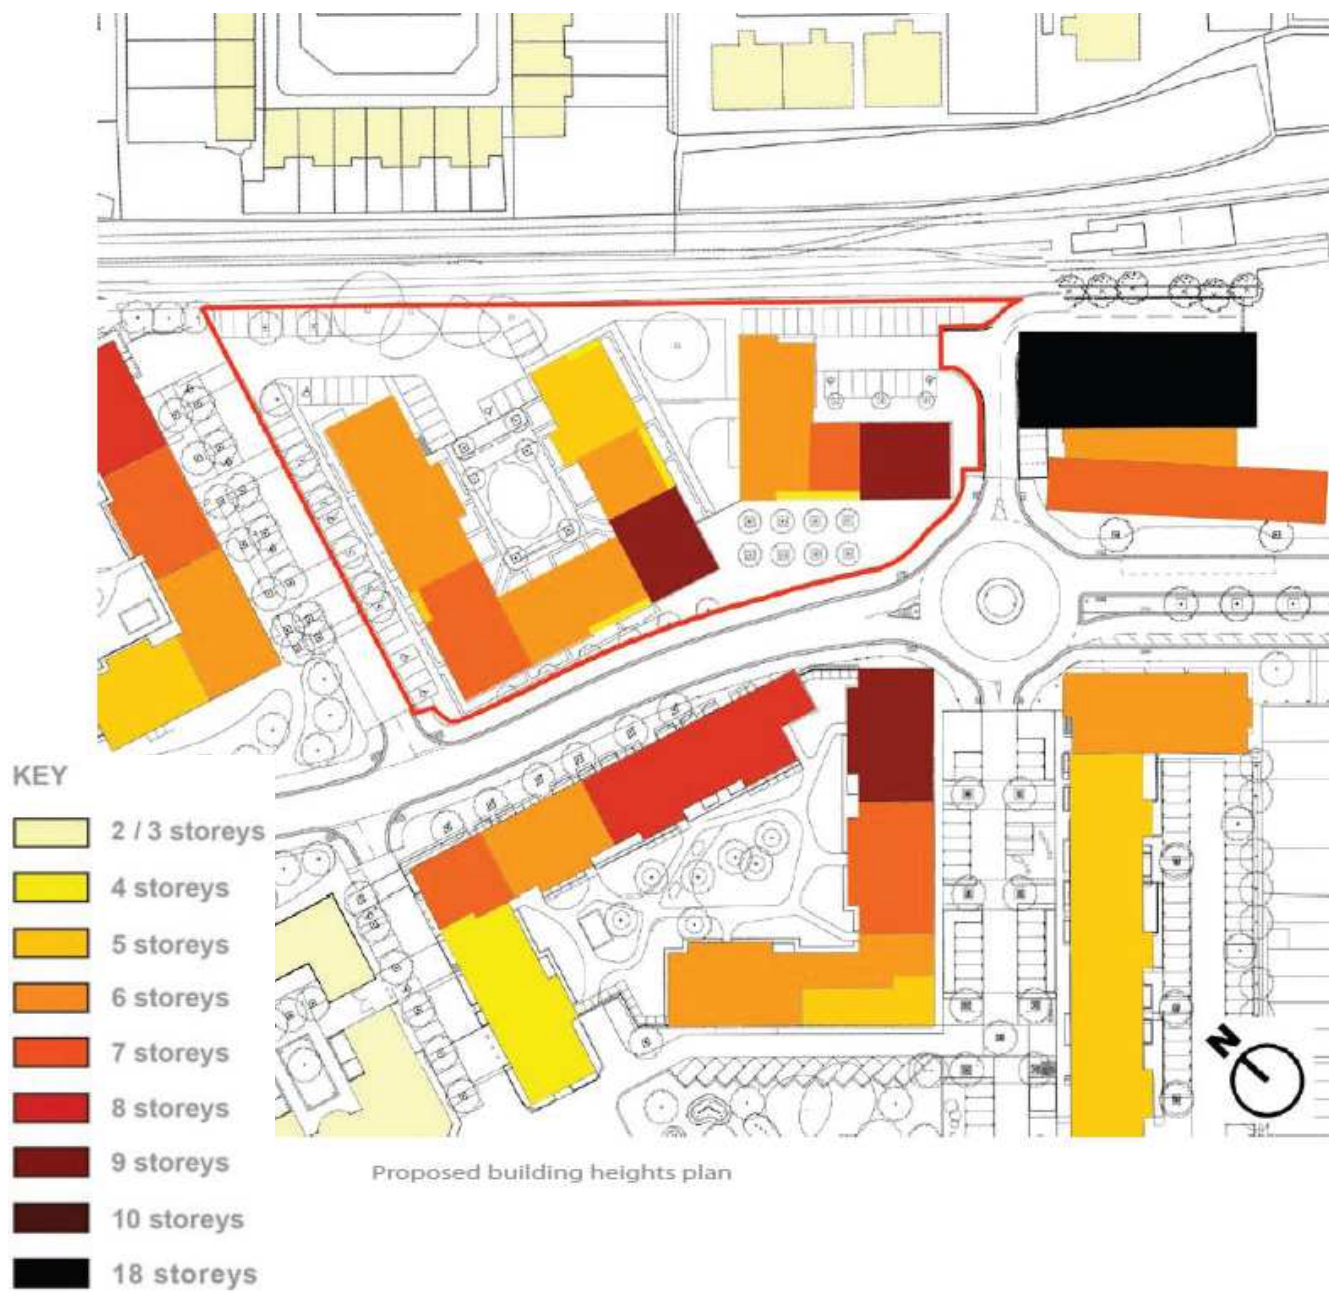 KEY
2 / 3 storeys
4 storeys
5 storeys
6 storeys
7 storeys
8 storeys
9 storeys
10 storeys
18 storeys
N
Proposed building heights plan